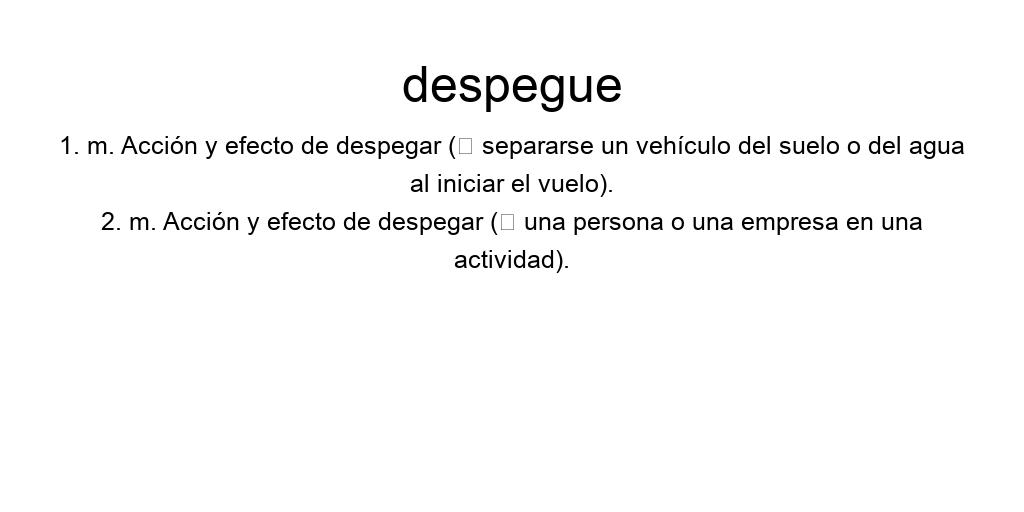 despegue
1. m. Acción y efecto de despegar (□ separarse un vehículo del suelo o del agua
al iniciar el vuelo).
2. m. Acción y efecto de despegar (□ una persona o una empresa en una
actividad).